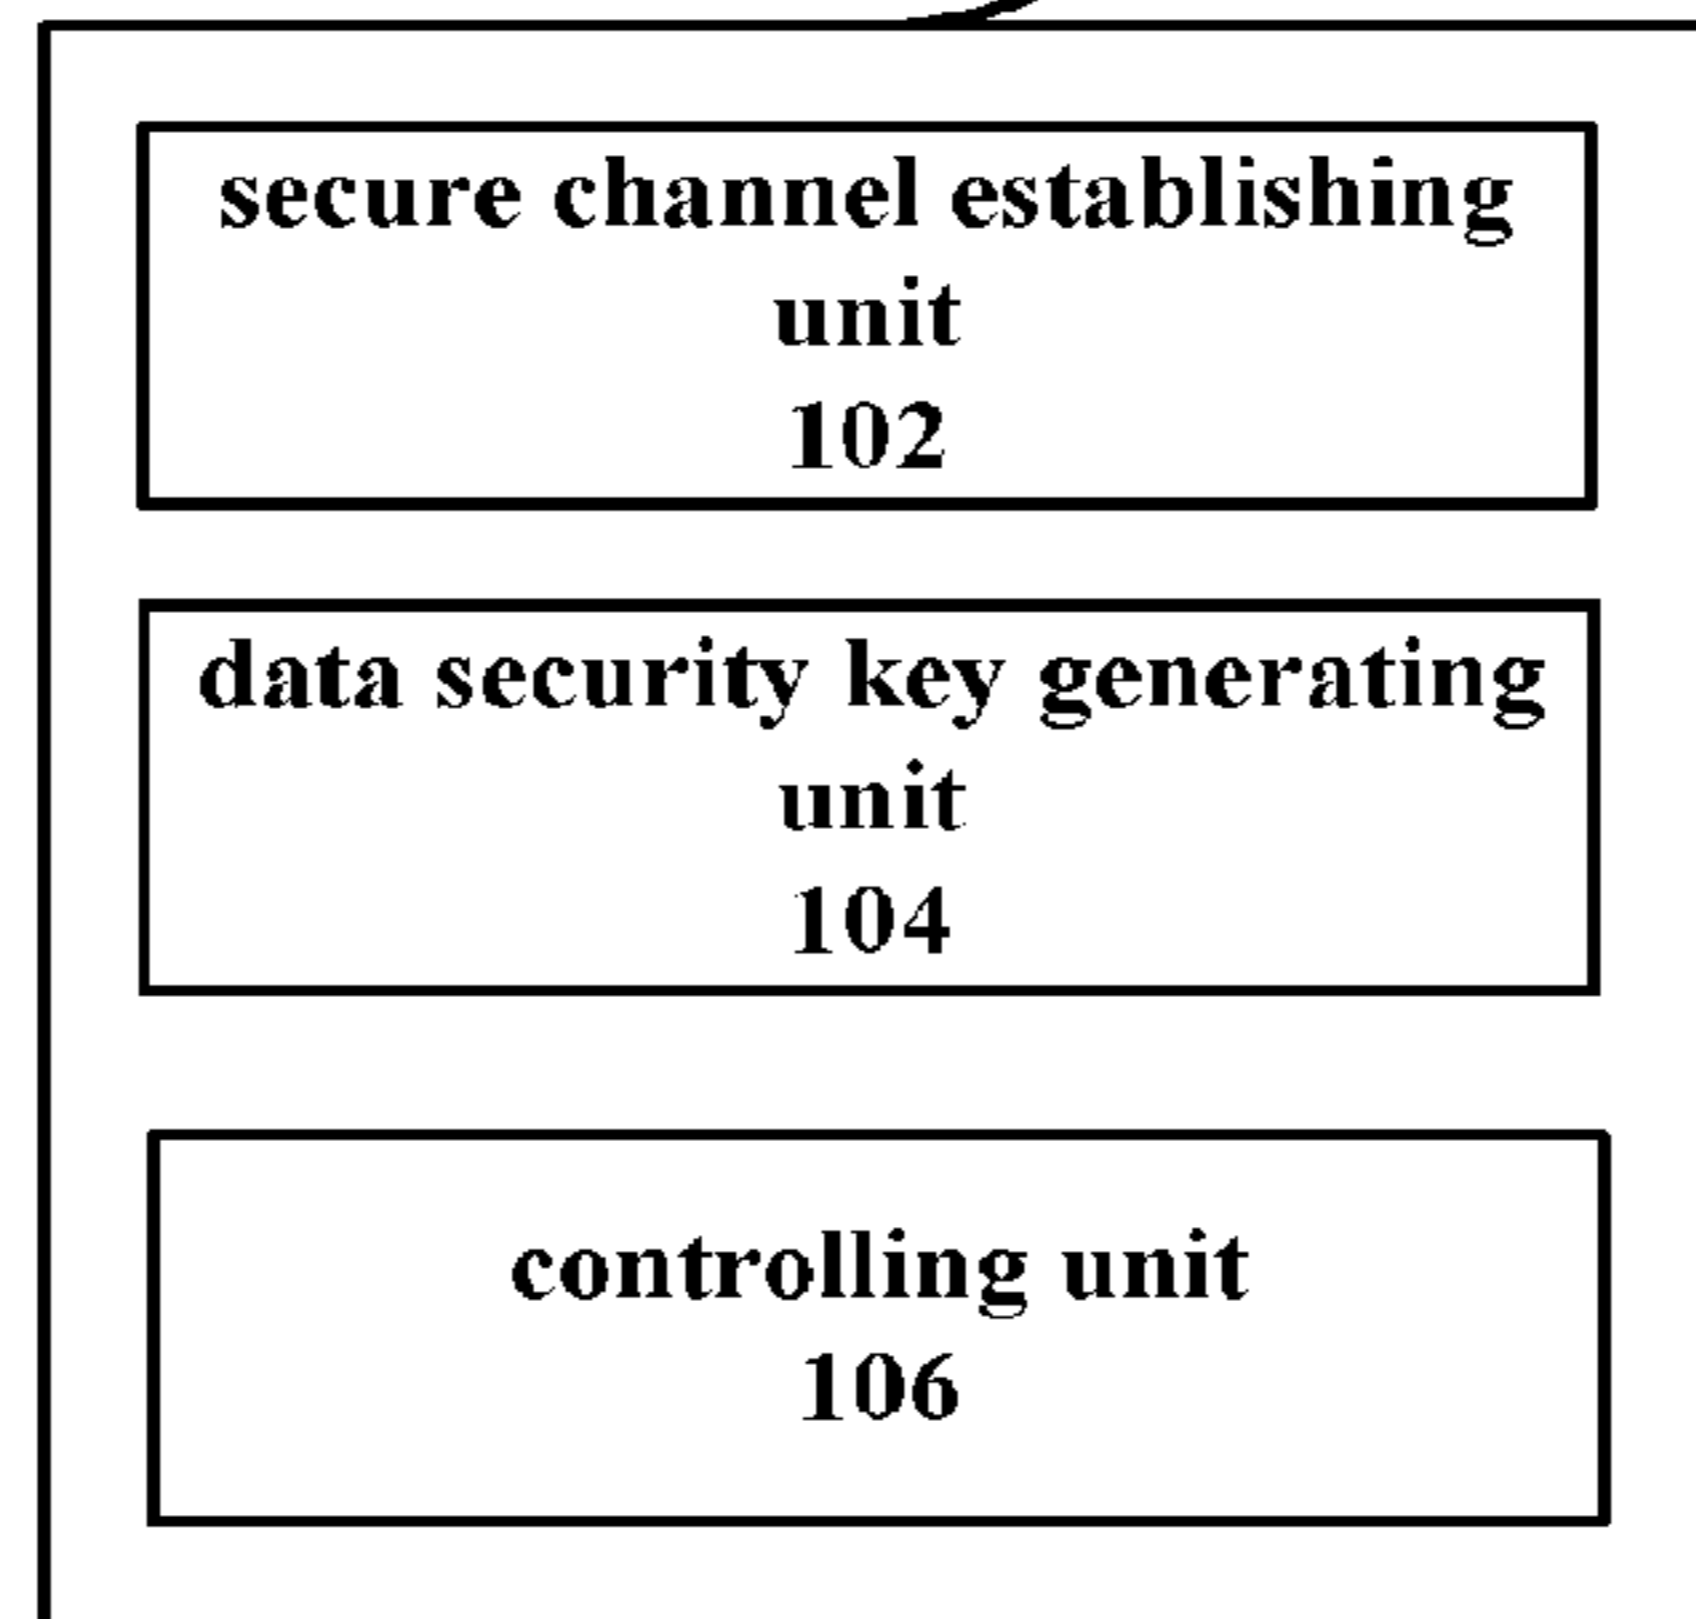 secure channel establishing
unit
102
data security key generating
unit
104
controlling unit
106